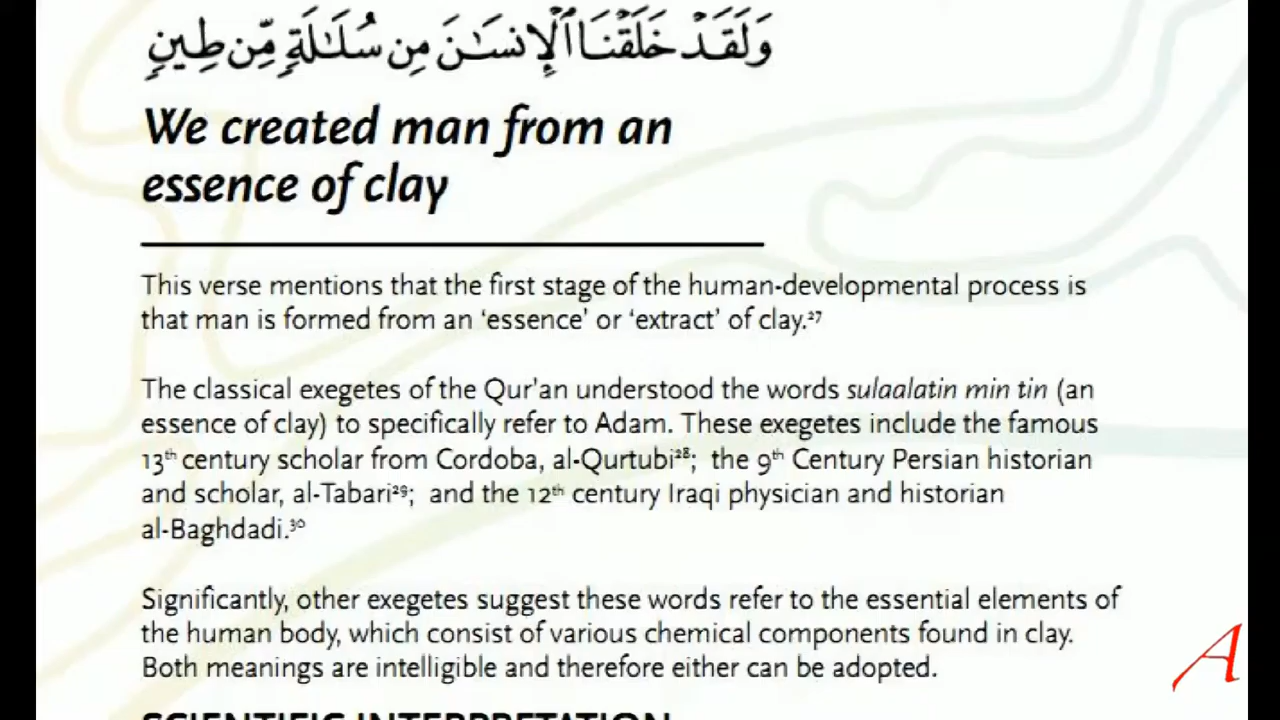 وَلَقَدْ خَلَقْنَا ٱلْإِنسَـٰنَ مِن سُلَـٰلَةٍ مِّن طِينٍ
We created man from an
essence of clay
This verse mentions that the first stage of the human-developmental process is
that man is formed from an ‘essence’ or ‘extract’ of clay.²⁷
The classical exegetes of the Qur’an understood the words sulaalatin min tin (an
essence of clay) to specifically refer to Adam. These exegetes include the famous
13th century scholar from Cordoba, al-Qurtubi²⁸; the 9th Century Persian historian
and scholar, al-Tabari²⁹; and the 12th century Iraqi physician and historian
al-Baghdadi.³⁰
Significantly, other exegetes suggest these words refer to the essential elements of
the human body, which consist of various chemical components found in clay.
Both meanings are intelligible and therefore either can be adopted.
SCIENTIFIC INTERPRETATION
A